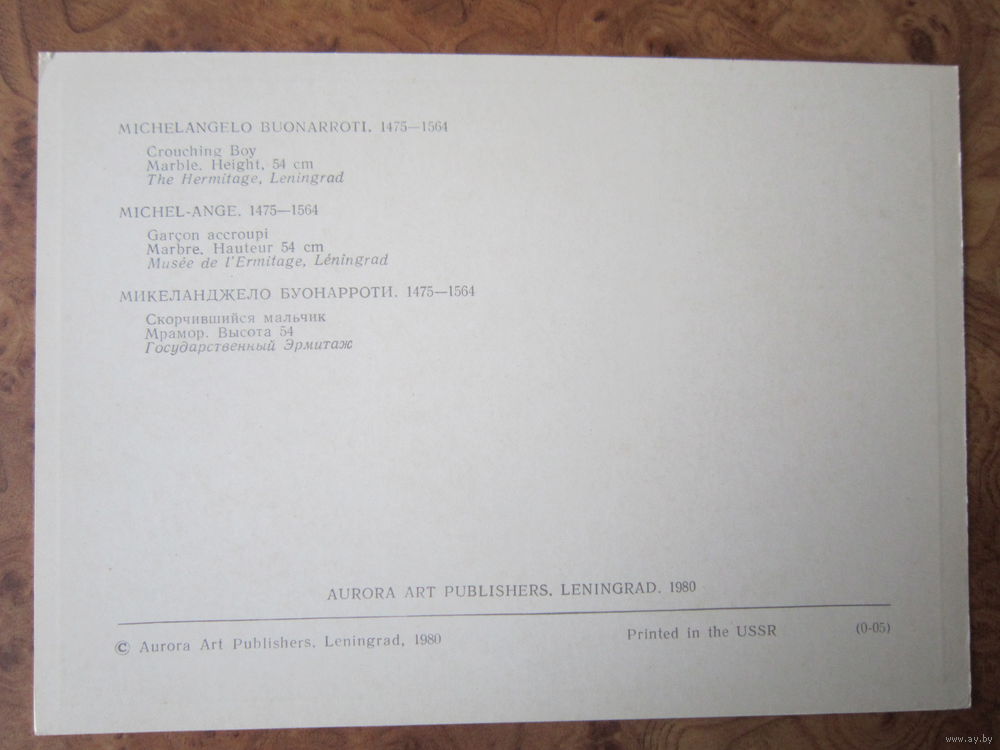 MICHELANGELO BUONARROTI. 1475—1564
Crouching Boy
Marble. Height, 54 cm
The Hermitage, Leningrad
MICHEL-ANGE. 1475—1564
Garçon accroupi
Marbre. Hauteur 54 cm
Musée de l'Ermitage, Léningrad
МИКЕЛАНДЖЕЛО БУОНАРРОТИ. 1475—1564
Скорчившийся мальчик
Мрамор. Высота 54
Государственный Эрмитаж
AURORA ART PUBLISHERS. LENINGRAD. 1980
© Aurora Art Publishers. Leningrad, 1980
Printed in the USSR
(0-05)
www.ay.by